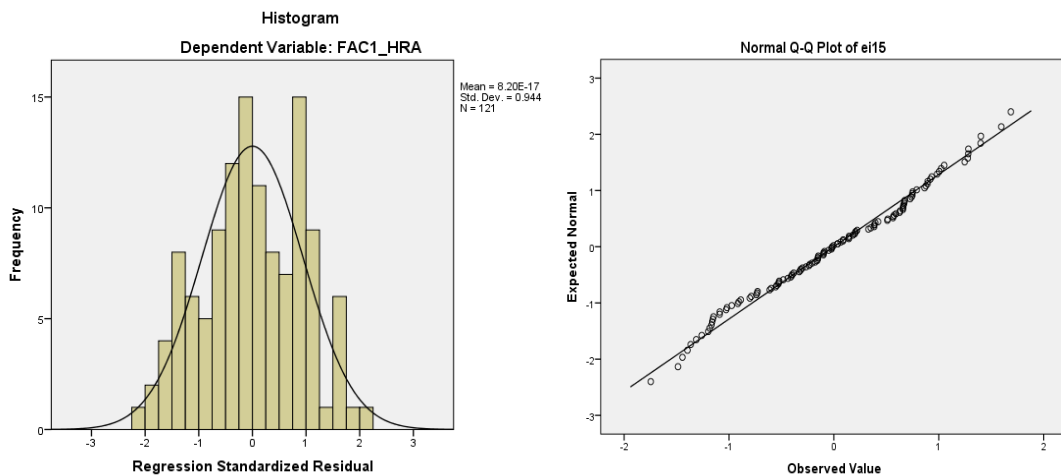 Histogram
Dependent Variable: FAC1_HRA
Mean = 8.20E-17
Std. Dev. = 0.944
N = 121
15
10
5
0
Frequency
-3 -2 -1 0 1 2 3
Regression Standardized Residual
Normal Q-Q Plot of ei15
3
2
1
0
-1
-2
-3
Expected Normal
-2 -1 0 1 2
Observed Value